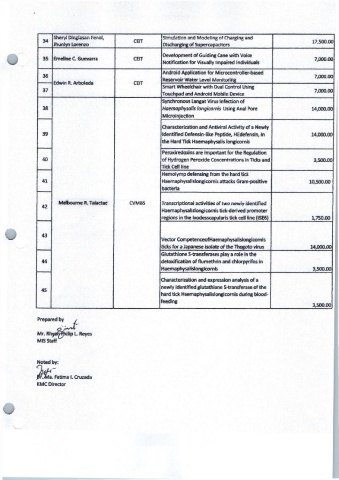 34 Sheryl Dinglasan Fenol, Jhunlyn Lorenzo CEIT Simulation and Modeling of Charging and 17,500.00
Discharging of Supercapacitors
35 Emeline C. Guevarra CEIT Development of Guiding Case with Voice 7,000.00
Notification for Visually Impaired Individuals
36 Edwin R. Arboleda CEIT Android Application for Microcontroller-based 7,000.00
Reservoir Water Level Monitoring
37 Smart Wheelchair with Dual Control Using 7,000.00
Touchpad and Android Mobile Device
38 Synchronous Langat Virus Infection of 14,000.00
Haemaphysalis longicornis Using Anal Pore
Microinjection
39 Characterization and Antiviral Activity of a Newly 14,000.00
Identified Defensin-like Peptide, HEdefensin, in
the Hard Tick Haemaphysalis longicornis
40 Peroxiredoxins are Important for the Regulation 3,500.00
of Hydrogen Peroxide Concentrations in Ticks and
Tick Cell line
41 Hemolymp defensing from the hard tick 10,500.00
Haemaphysalislongicornis attacks Gram-positive
bacteria
42 Melbourne R. Talactac CVMBS Transcriptional activities of two newly identified
Haemaphysalislongicornis tick-derived promoter
regions in the Ixodesscapularis tick cell line (ISE6) 1,750.00
43 Vector CompetenceofHaemaphysalislongicornis
ticks for a Japanese isolate of the Thogoto virus 14,000.00
44 Glutathione S-transferases play a role in the
detoxification of flumethrin and chlorpyrifos in
Haemaphysalislongicornis 3,500.00
45 Characterization and expression analysis of a
newly identified glutathione S-transferase of the
hard tick Haemaphysalislongicornis during blood-
feeding 3,500.00
Prepared by
Mr. Philip L. Reyes
MIS Staff
Noted by:
Ma. Fatima I. Cruzada
EMC Director